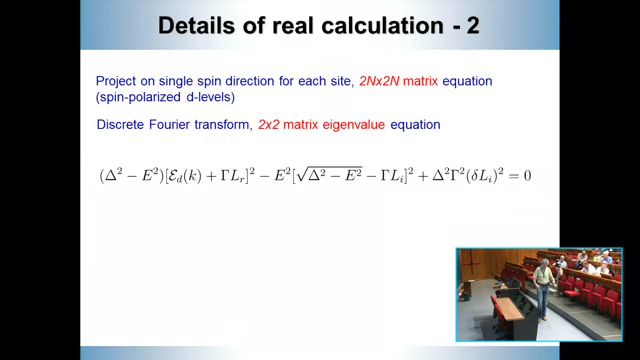 Details of real calculation - 2
Project on single spin direction for each site, 2Nx2N matrix equation
(spin-polarized d-levels)
Discrete Fourier transform, 2x2 matrix eigenvalue equation
(Δ² − E²)[ℰ_d(k) + ΓL_r]² − E²[√(Δ² − E²) − ΓL_i]² + Δ²Γ²(δL_i)² = 0